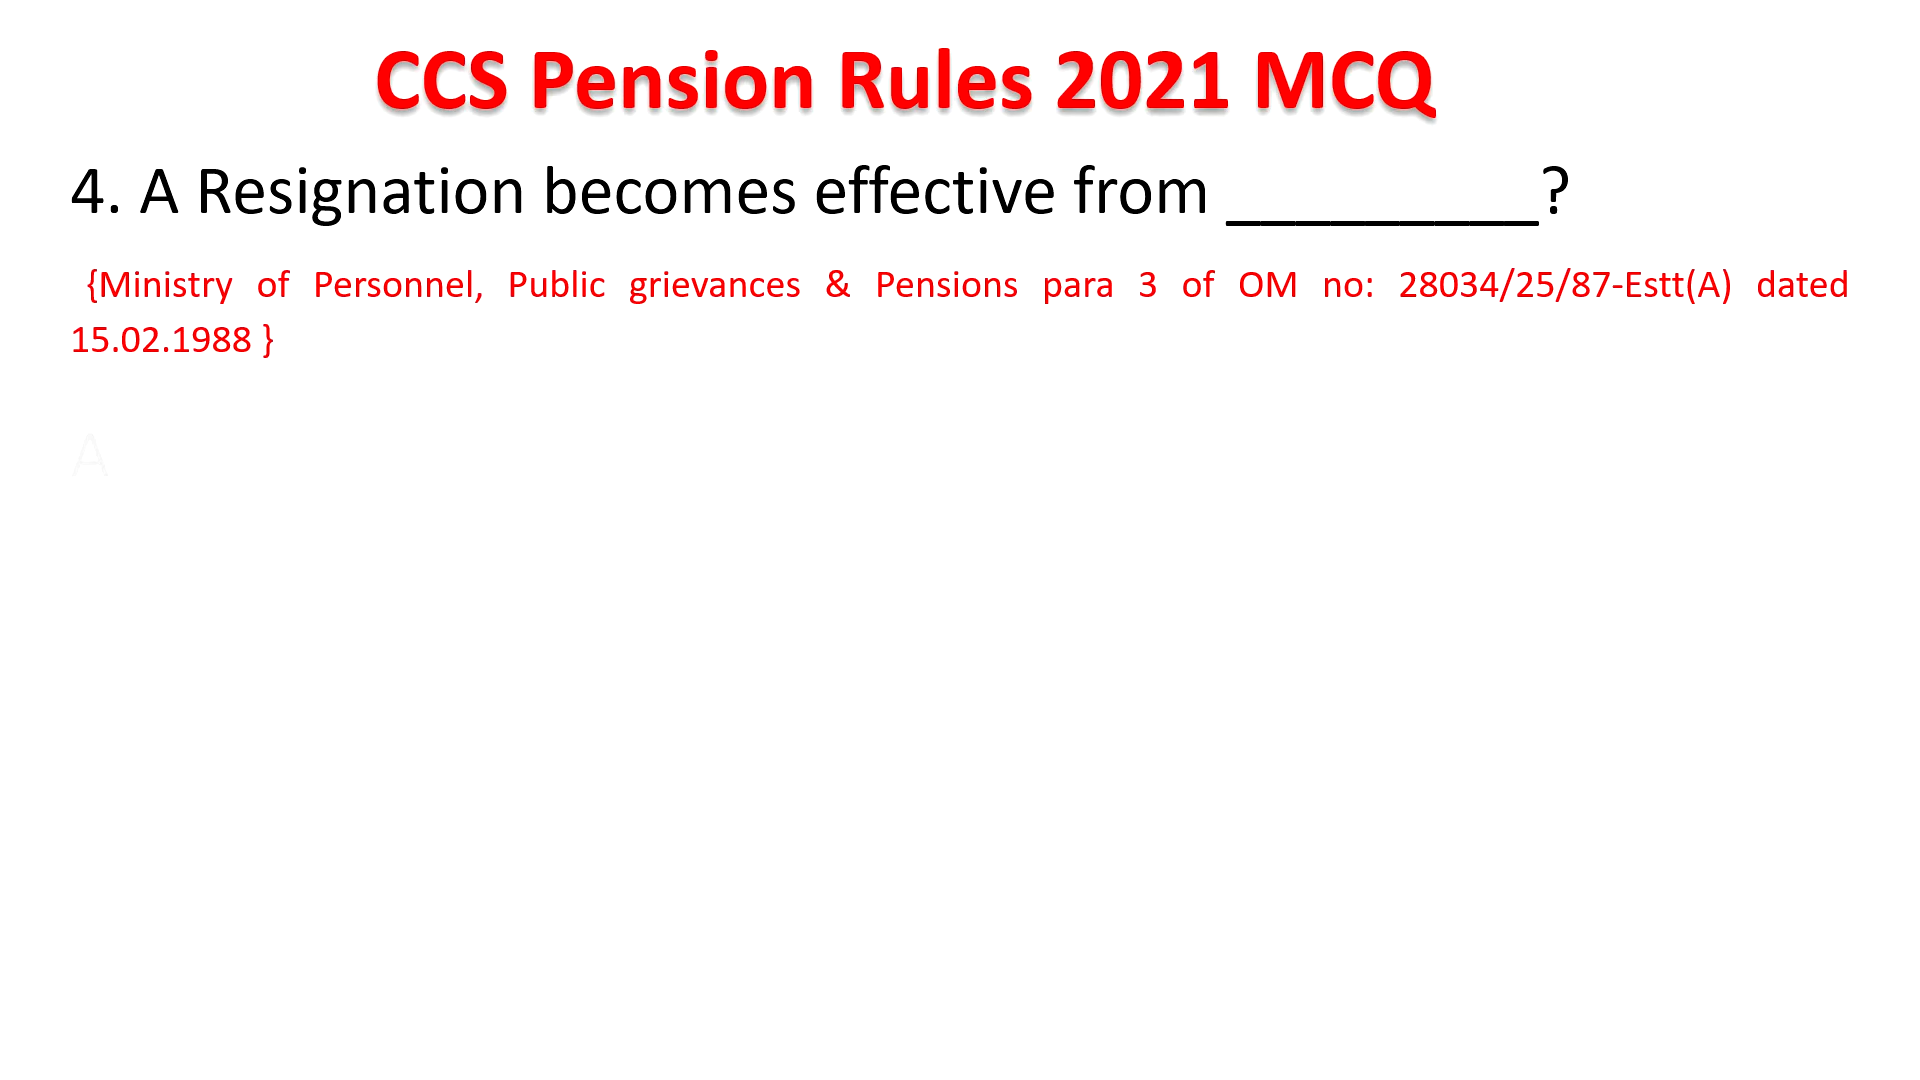 CCS Pension Rules 2021 MCQ
4. A Resignation becomes effective from _________?
{Ministry of Personnel, Public grievances & Pensions para 3 of OM no: 28034/25/87-Estt(A) dated
15.02.1988 }
A